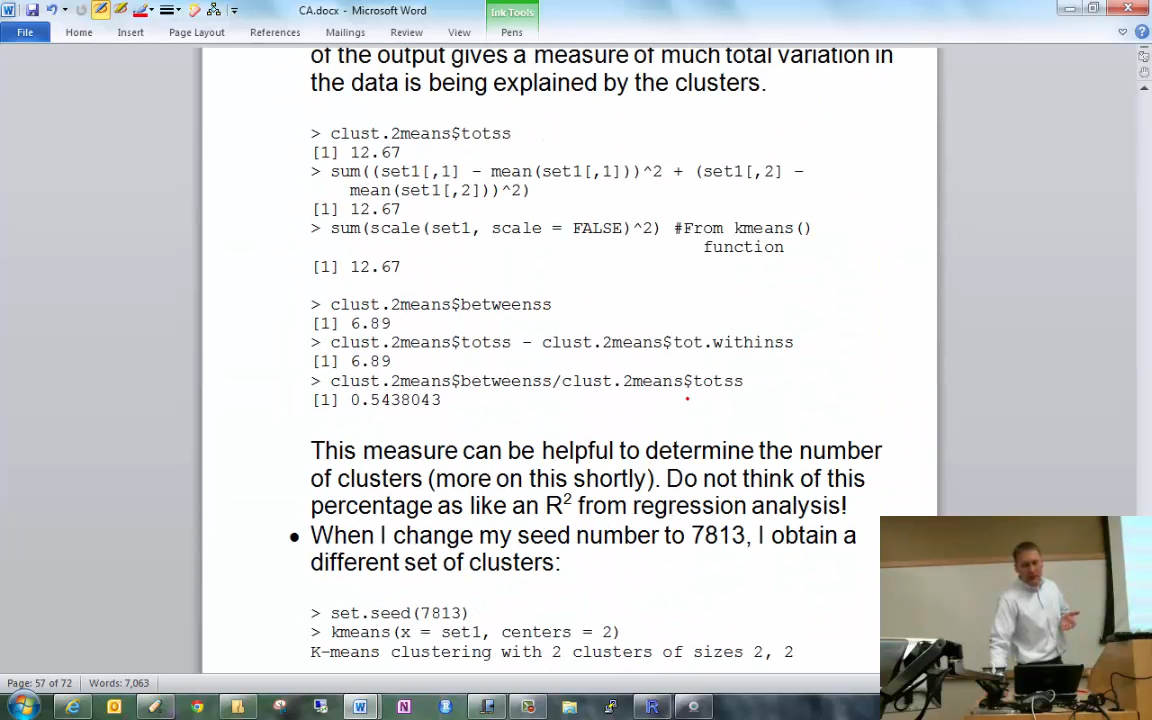 CA.docx - Microsoft Word
Ink Tools
File Home Insert Page Layout References Mailings Review View Pens
of the output gives a measure of much total variation in
the data is being explained by the clusters.
> clust.2means$totss
[1] 12.67
> sum((set1[,1] - mean(set1[,1]))^2 + (set1[,2] -
mean(set1[,2]))^2)
[1] 12.67
> sum(scale(set1, scale = FALSE)^2) #From kmeans()
function
[1] 12.67
> clust.2means$betweenss
[1] 6.89
> clust.2means$totss - clust.2means$tot.withinss
[1] 6.89
> clust.2means$betweenss/clust.2means$totss
[1] 0.5438043
This measure can be helpful to determine the number
of clusters (more on this shortly). Do not think of this
percentage as like an R² from regression analysis!
• When I change my seed number to 7813, I obtain a
different set of clusters:
> set.seed(7813)
> kmeans(x = set1, centers = 2)
K-means clustering with 2 clusters of sizes 2, 2
Page: 57 of 72 Words: 7,063